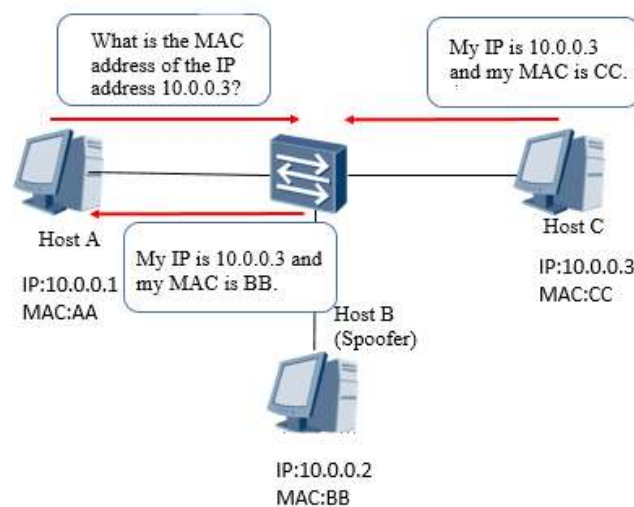 What is the MAC
address of the IP
address 10.0.0.3?
My IP is 10.0.0.3
and my MAC is CC.
Host A
IP:10.0.0.1
MAC:AA
My IP is 10.0.0.3 and
my MAC is BB.
Host C
IP:10.0.0.3
MAC:CC
Host B
(Spoofer)
IP:10.0.0.2
MAC:BB